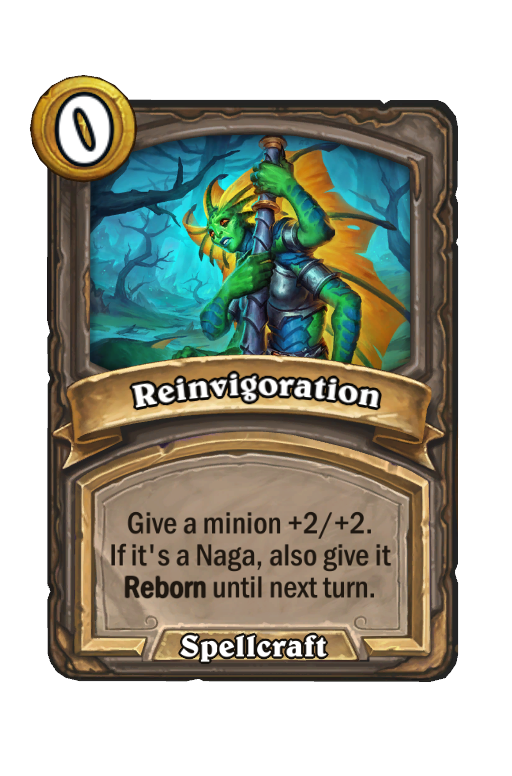 0
Reinvigoration
Give a minion +2/+2.
If it's a Naga, also give it
Reborn until next turn.
Spellcraft